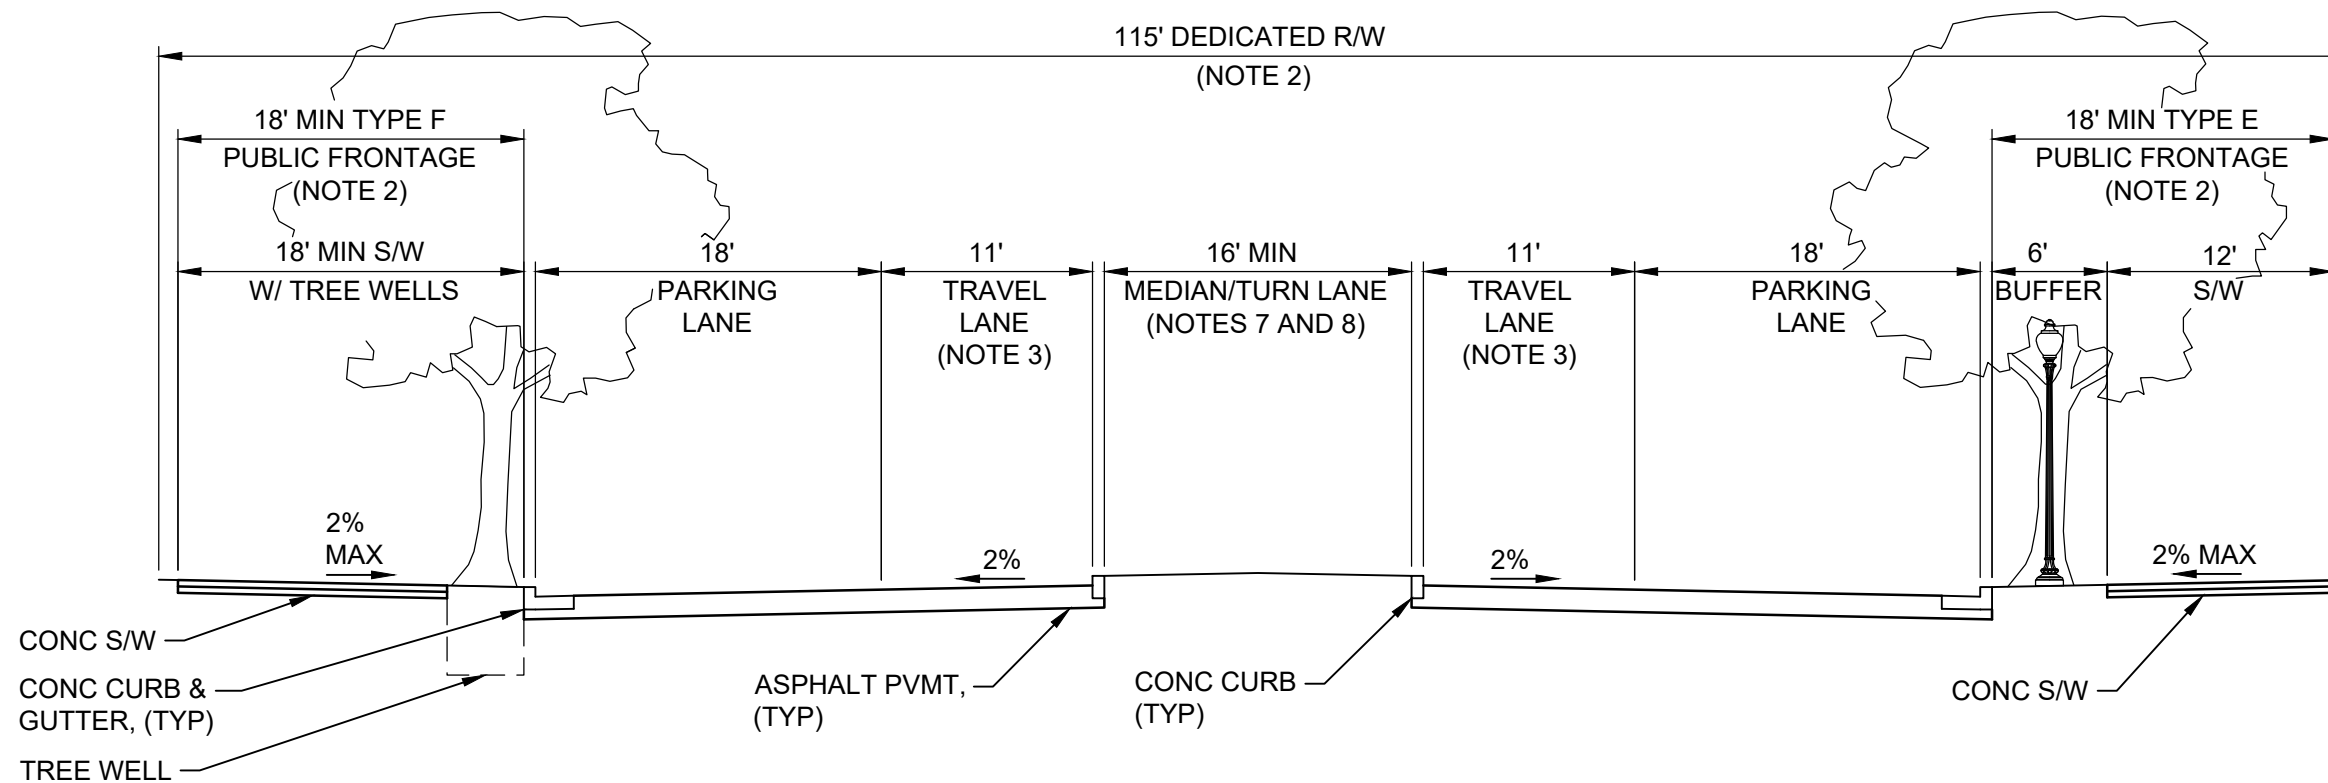 115' DEDICATED R/W
(NOTE 2)
18' MIN TYPE F
PUBLIC FRONTAGE
(NOTE 2)
18' MIN TYPE E
PUBLIC FRONTAGE
(NOTE 2)
18' MIN S/W
W/ TREE WELLS
18'
PARKING
LANE
11'
TRAVEL
LANE
(NOTE 3)
16' MIN
MEDIAN/TURN LANE
(NOTES 7 AND 8)
11'
TRAVEL
LANE
(NOTE 3)
18'
PARKING
LANE
6'
BUFFER
12'
S/W
2%
MAX
2%
2%
2% MAX
CONC S/W
CONC CURB &
GUTTER, (TYP)
TREE WELL
ASPHALT PVMT,
(TYP)
CONC CURB
(TYP)
CONC S/W